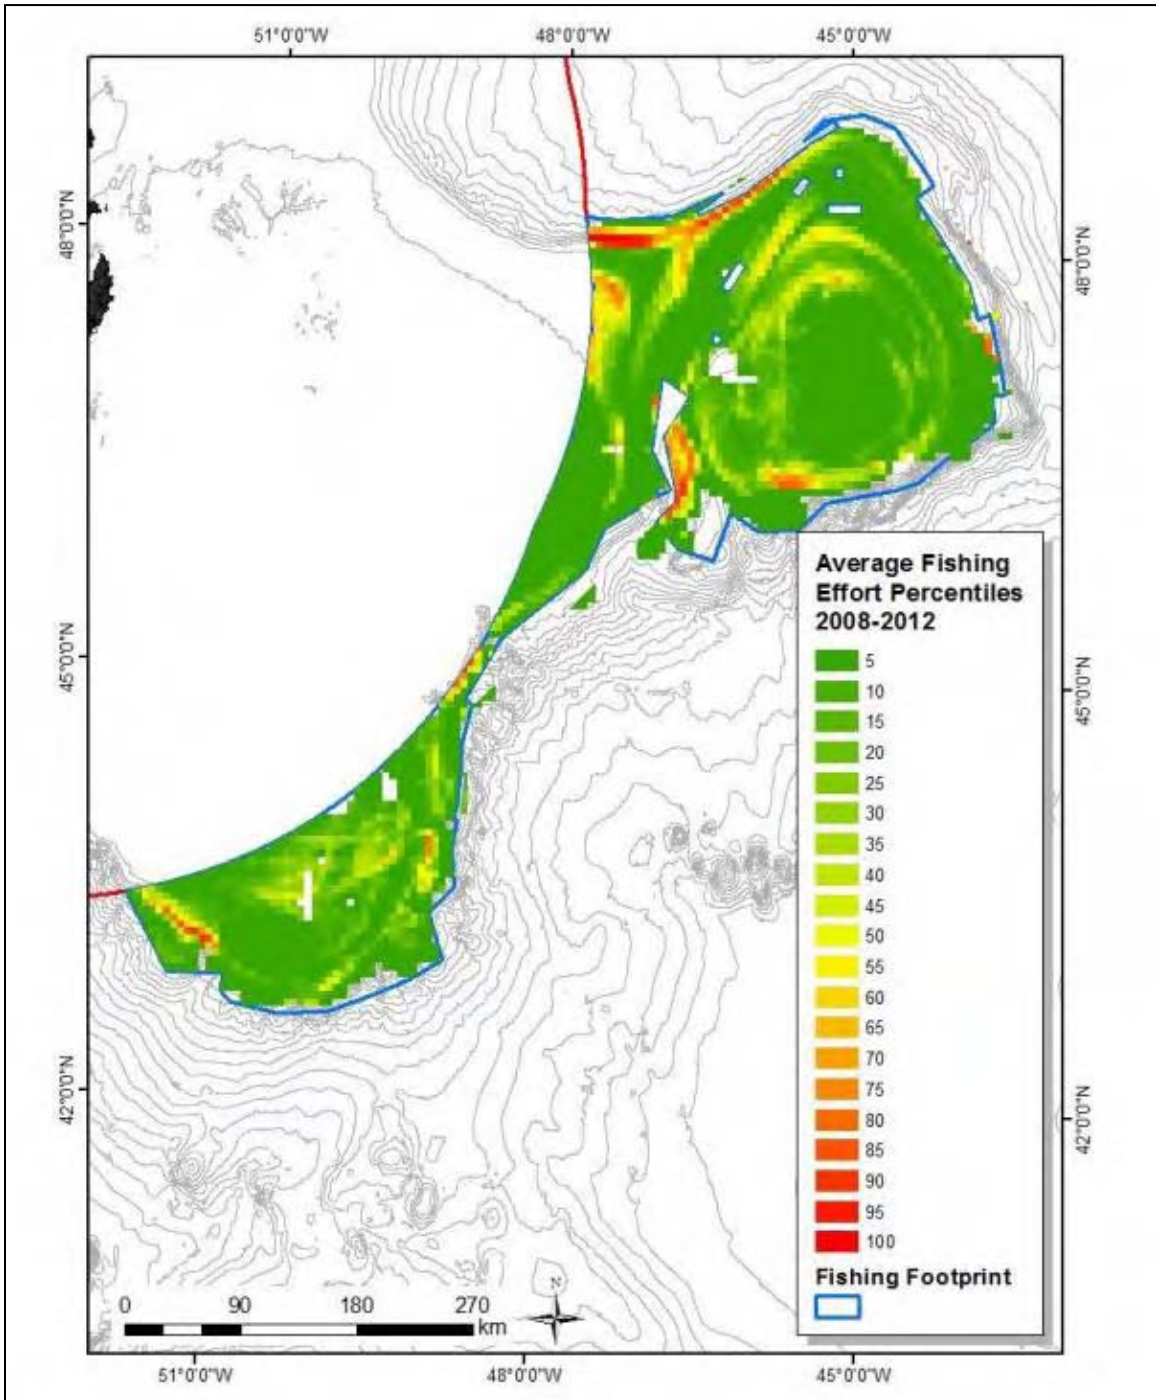 51°0'0"W
48°0'0"W
45°0'0"W
48°0'0"N
48°0'0"N
45°0'0"N
45°0'0"N
42°0'0"N
42°0'0"N
Average Fishing
Effort Percentiles
2008-2012
5
10
15
20
25
30
35
40
45
50
55
60
65
70
75
80
85
90
95
100
Fishing Footprint
N
0 90 180 270
km
51°0'0"W
48°0'0"W
45°0'0"W